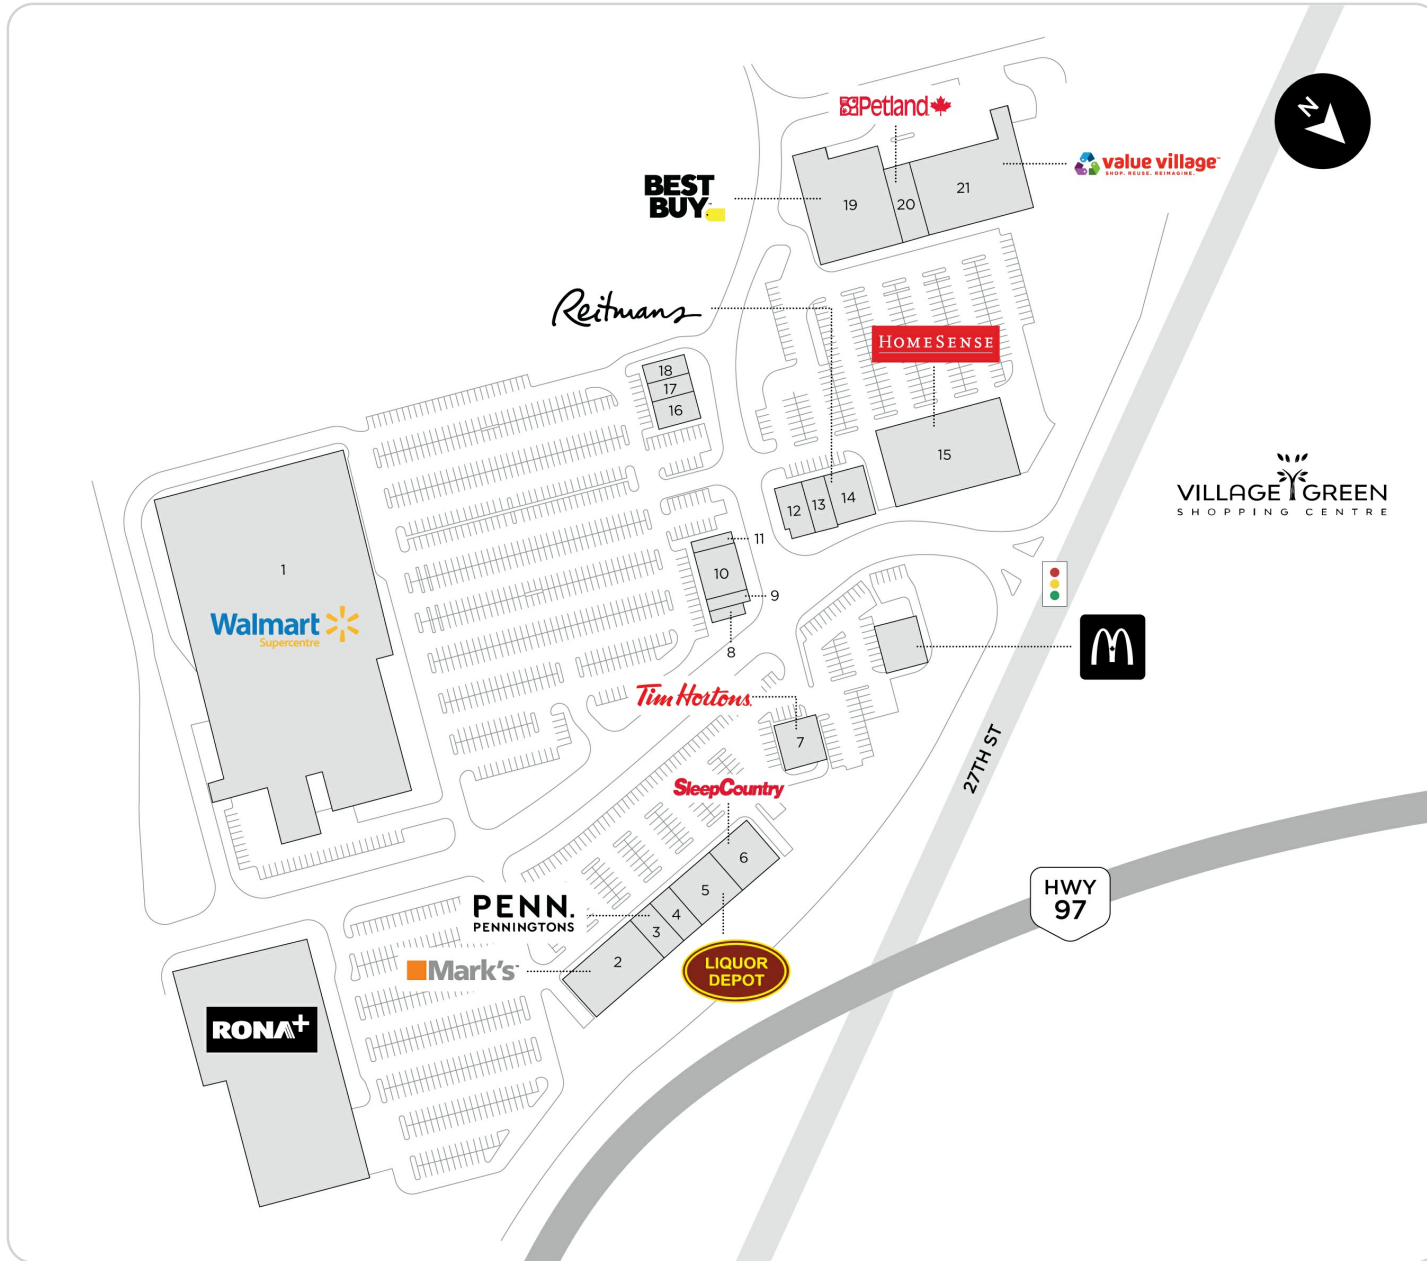 N
Petland
value village™
SHOP. REUSE. REIMAGINE.
BEST
BUY™
19
20
21
Reitmans
HOMESENSE
18
17
16
15
12
13
14
VILLAGE GREEN
SHOPPING CENTRE
1
Walmart
Supercentre
11
10
9
8
Tim Hortons
7
27TH ST
SleepCountry
6
5
4
3
2
HWY
97
PENN.
PENNINGTONS
Mark's
LIQUOR
DEPOT
RONA+